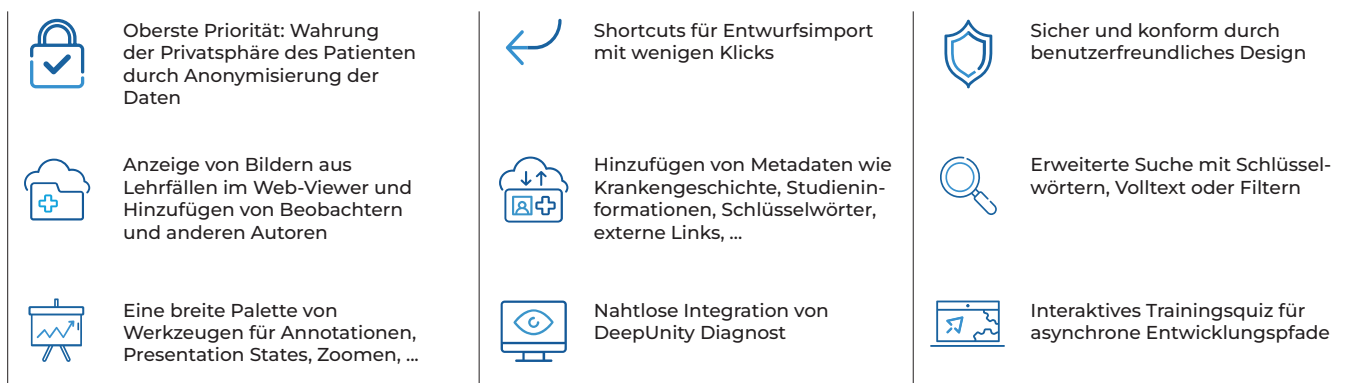 Oberste Priorität: Wahrung
der Privatsphäre des Patienten
durch Anonymisierung der
Daten
Shortcuts für Entwurfsimport
mit wenigen Klicks
Sicher und konform durch
benutzerfreundliches Design
Anzeige von Bildern aus
Lehrfällen im Web-Viewer und
Hinzufügen von Beobachtern
und anderen Autoren
Hinzufügen von Metadaten wie
Krankengeschichte, Studienin-
formationen, Schlüsselwörter,
externe Links, ...
Erweiterte Suche mit Schlüssel-
wörtern, Volltext oder Filtern
Eine breite Palette von
Werkzeugen für Annotationen,
Presentation States, Zoomen, ...
Nahtlose Integration von
DeepUnity Diagnost
Interaktives Trainingsquiz für
asynchrone Entwicklungspfade